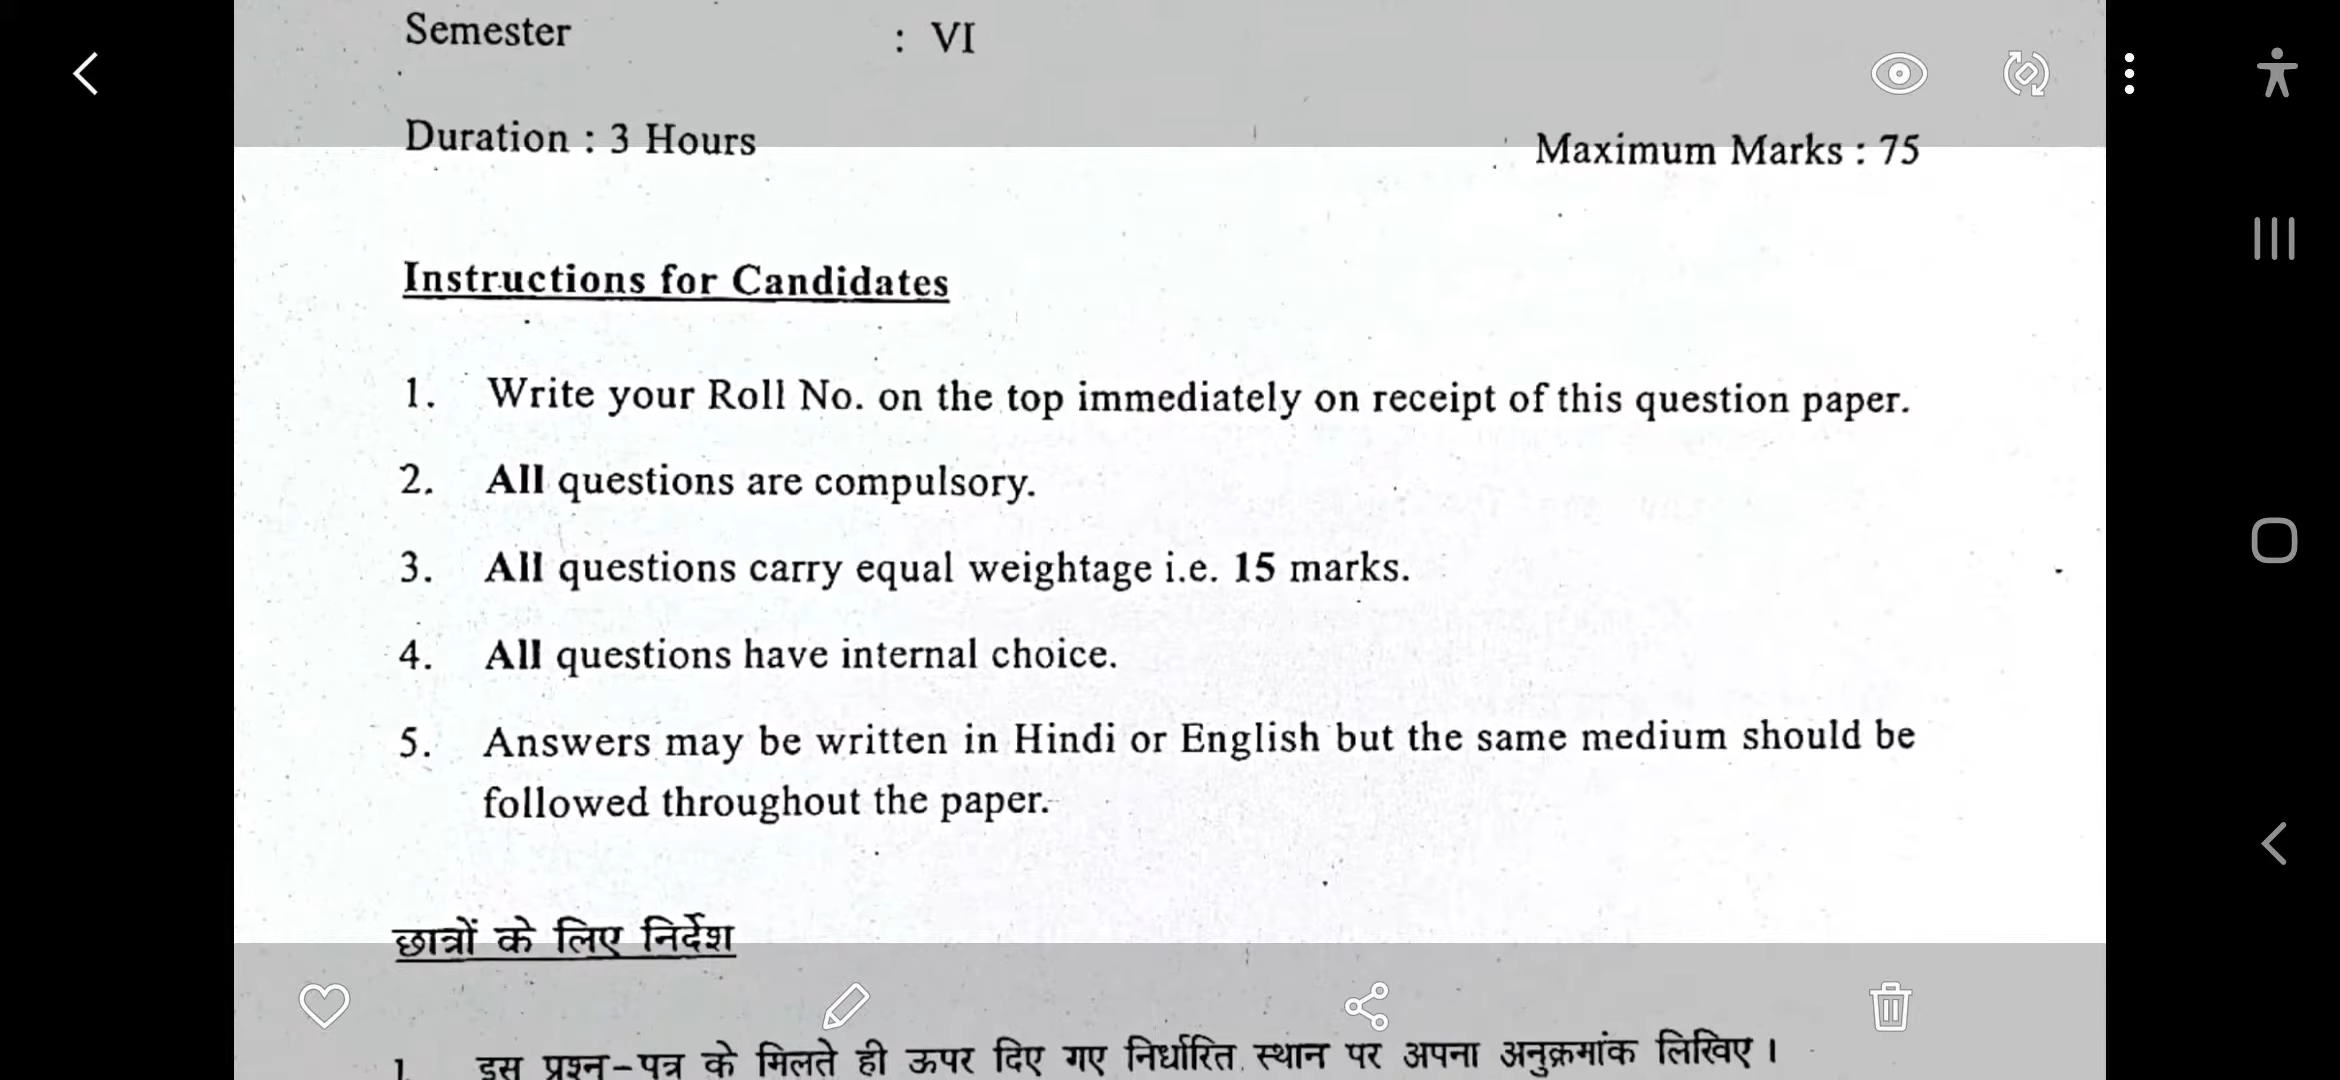 Semester : VI
Duration : 3 Hours Maximum Marks : 75
Instructions for Candidates
1. Write your Roll No. on the top immediately on receipt of this question paper.
2. All questions are compulsory.
3. All questions carry equal weightage i.e. 15 marks.
4. All questions have internal choice.
5. Answers may be written in Hindi or English but the same medium should be
followed throughout the paper.
छात्रों के लिए निर्देश
1. इस प्रश्न-पत्र के मिलते ही ऊपर दिए गए निर्धारित स्थान पर अपना अनुक्रमांक लिखिए ।